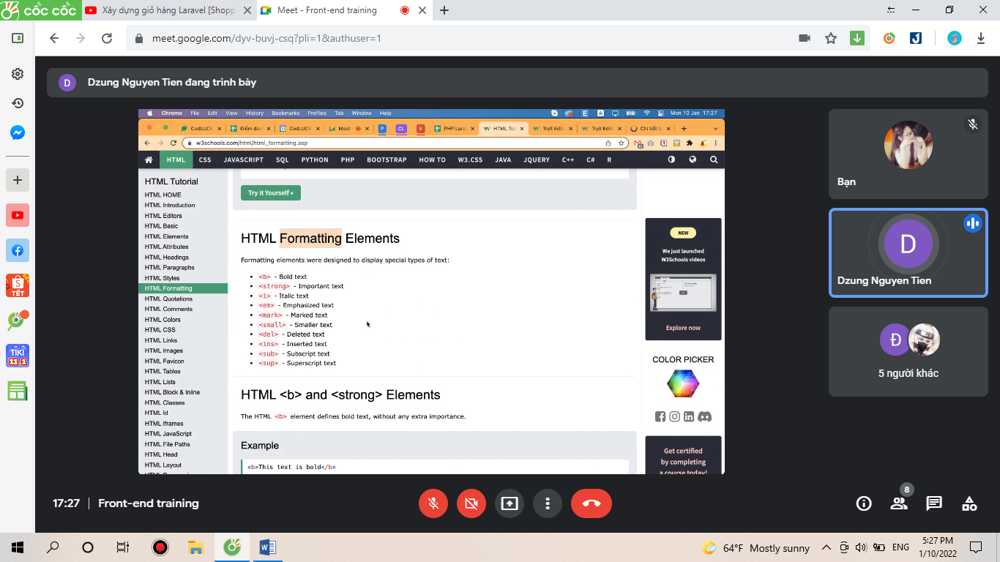 cốc cốc
Xây dựng giỏ hàng Laravel [Shopp
Meet - Front-end training
meet.google.com/dyv-buvj-csq?pli=1&authuser=1
D
Dzung Nguyen Tien đang trình bày
Chrome File Edit View History Bookmarks Profiles Tab Window Help
Mon 10 Jan 17:27
CodLUCK
Điểm dan
CODLUCK
Meet
P
CL
V
PHP Lara
HTML Te
Tryit Edit
Tryit Edit
Chi tiết tin
w3schools.com/html/html_formatting.asp
HTML CSS JAVASCRIPT SQL PYTHON PHP BOOTSTRAP HOW TO W3.CSS JAVA JQUERY C++ C# R
HTML Tutorial
HTML HOME
HTML Introduction
HTML Editors
HTML Basic
HTML Elements
HTML Attributes
HTML Headings
HTML Paragraphs
HTML Styles
HTML Formatting
HTML Quotations
HTML Comments
HTML Colors
HTML CSS
HTML Links
HTML Images
HTML Favicon
HTML Tables
HTML Lists
HTML Block & Inline
HTML Classes
HTML Id
HTML Iframes
HTML JavaScript
HTML File Paths
HTML Head
HTML Layout
Try it Yourself »
HTML Formatting Elements
Formatting elements were designed to display special types of text:
• <b> - Bold text
• <strong> - Important text
• <i> - Italic text
• <em> - Emphasized text
• <mark> - Marked text
• <small> - Smaller text
• <del> - Deleted text
• <ins> - Inserted text
• <sub> - Subscript text
• <sup> - Superscript text
HTML <b> and <strong> Elements
The HTML <b> element defines bold text, without any extra importance.
Example
<b>This text is bold</b>
NEW
We just launched
W3Schools videos
Explore now
COLOR PICKER
Get certified
by completing
a course today!
Bạn
D
Dzung Nguyen Tien
Đ
5 người khác
TẾT
TIKI
11.1
17:27 | Front-end training
8
64°F Mostly sunny
ENG
5:27 PM
1/10/2022